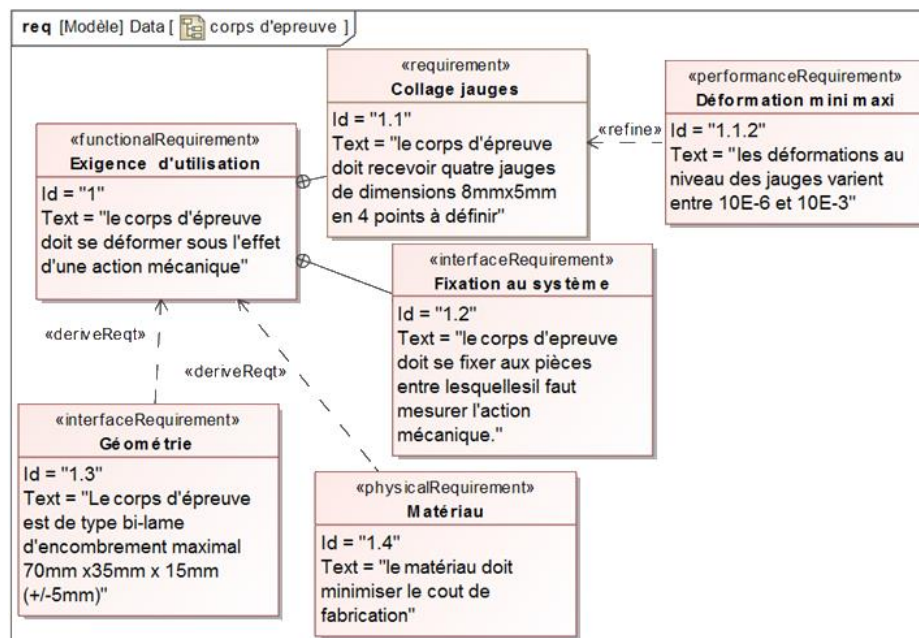 req [Modèle] Data [ corps d'epreuve ]
«requirement»
Collage jauges
Id = "1.1"
Text = "le corps d'épreuve
doit recevoir quatre jauges
de dimensions 8mmx5mm
en 4 points à définir"
«refine»
«performanceRequirement»
Déformation mini maxi
Id = "1.1.2"
Text = "les déformations au
niveau des jauges varient
entre 10E-6 et 10E-3"
«functionalRequirement»
Exigence d'utilisation
Id = "1"
Text = "le corps d'épreuve
doit se déformer sous l'effet
d'une action mécanique"
«interfaceRequirement»
Fixation au système
Id = "1.2"
Text = "le corps d'epreuve
doit se fixer aux pièces
entre lesquellesil faut
mesurer l'action
mécanique."
«deriveReqt»
«deriveReqt»
«interfaceRequirement»
Géométrie
Id = "1.3"
Text = "Le corps d'épreuve
est de type bi-lame
d'encombrement maximal
70mm x35mm x 15mm
(+/-5mm)"
«physicalRequirement»
Matériau
Id = "1.4"
Text = "le matériau doit
minimiser le cout de
fabrication"